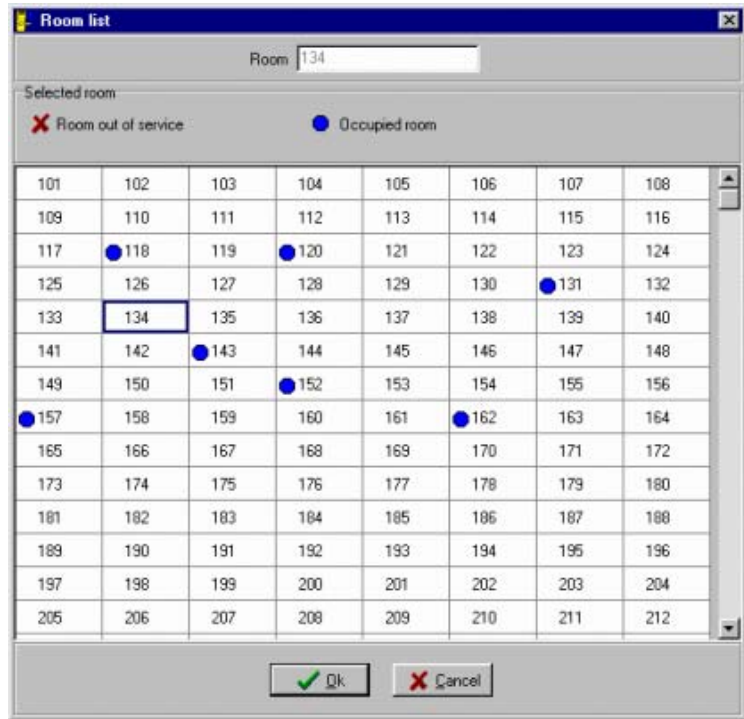 Room list
Room 134
Selected room
Room out of service Occupied room
101 102 103 104 105 106 107 108
109 110 111 112 113 114 115 116
117 118 119 120 121 122 123 124
125 126 127 128 129 130 131 132
133 134 135 136 137 138 139 140
141 142 143 144 145 146 147 148
149 150 151 152 153 154 155 156
157 158 159 160 161 162 163 164
165 166 167 168 169 170 171 172
173 174 175 176 177 178 179 180
181 182 183 184 185 186 187 188
189 190 191 192 193 194 195 196
197 198 199 200 201 202 203 204
205 206 207 208 209 210 211 212
Ok Cancel